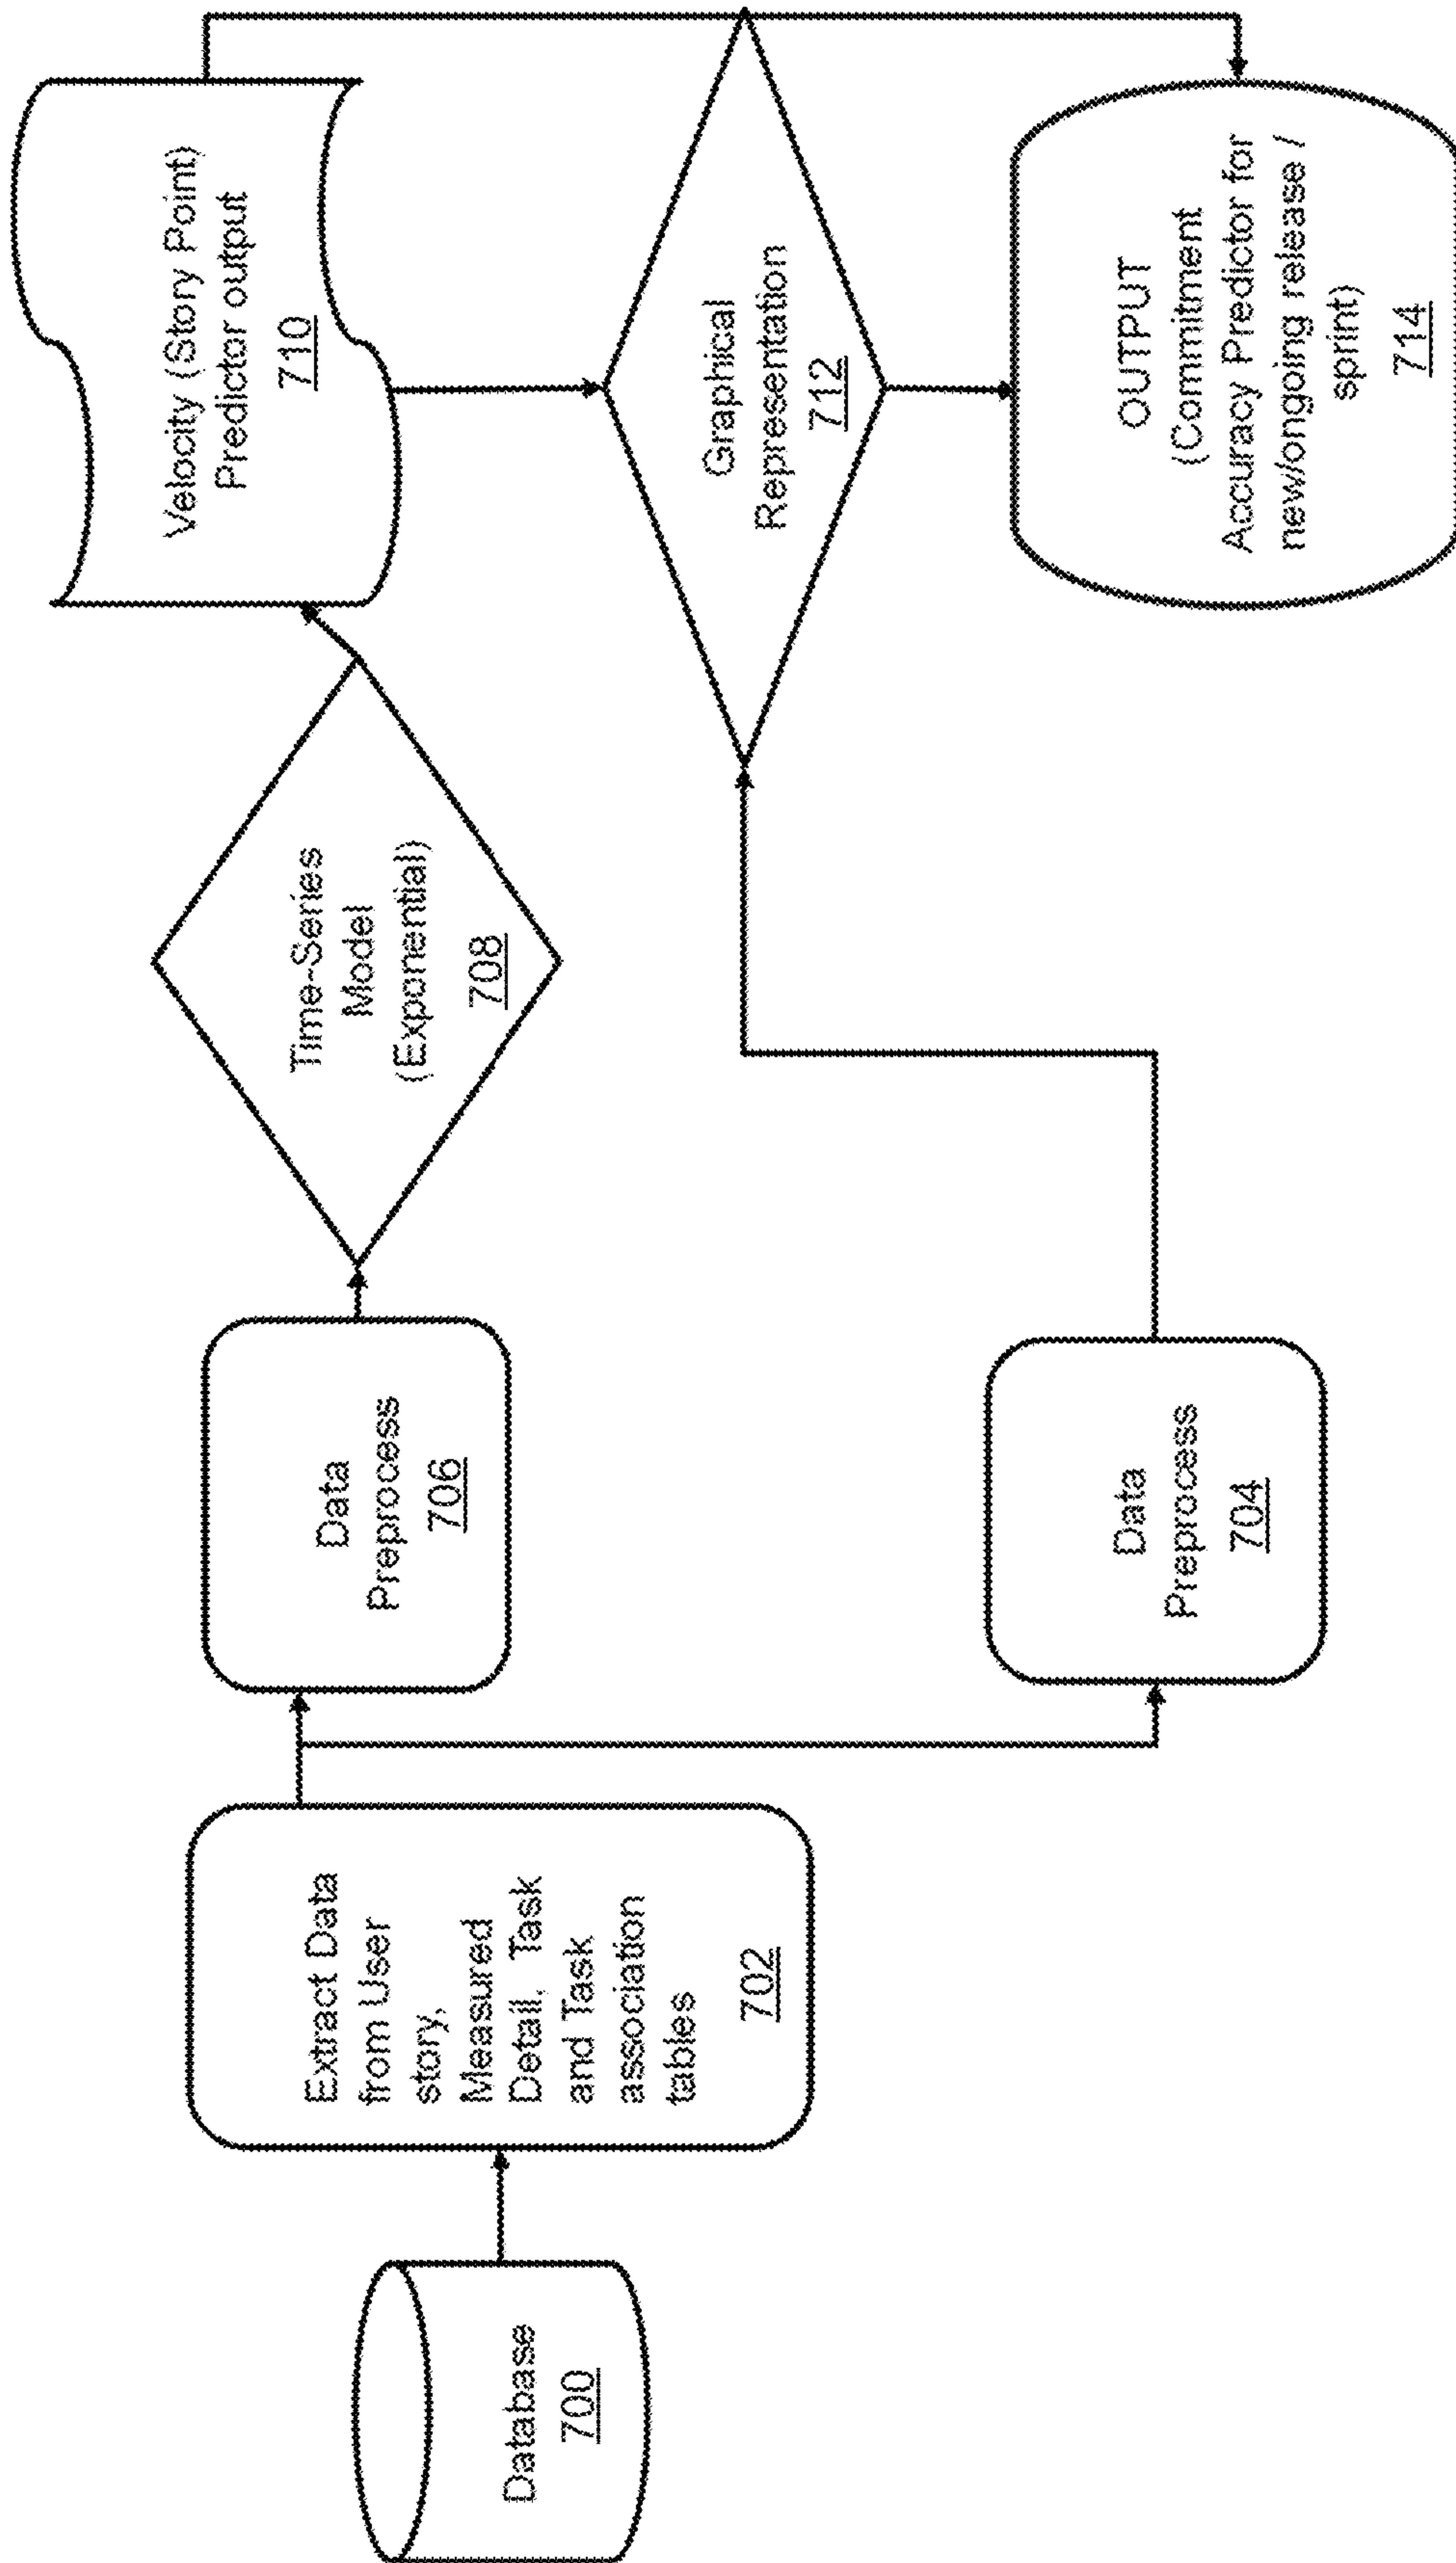 Database
700
Extract Data
from User
story,
Measured
Detail, Task
and Task
association
tables
702
Data
Preprocess
706
Time-Series
Model
(Exponential)
708
Velocity (Story Point)
Predictor output
710
Data
Preprocess
704
Graphical
Representation
712
OUTPUT
(Commitment
Accuracy Predictor for
new/ongoing release /
sprint)
714